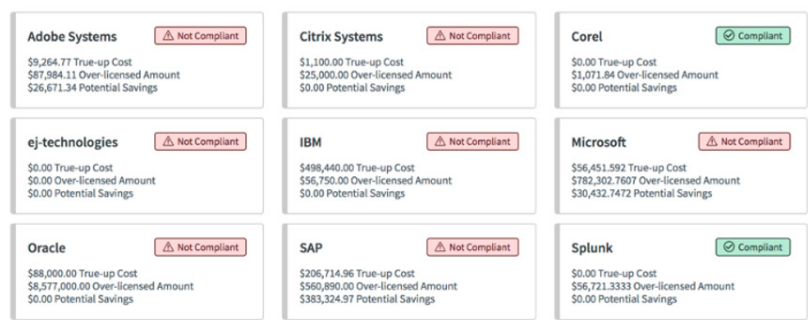 Adobe Systems
Not Compliant
$9,264.77 True-up Cost
$87,984.11 Over-licensed Amount
$26,671.34 Potential Savings
Citrix Systems
Not Compliant
$1,100.00 True-up Cost
$25,000.00 Over-licensed Amount
$0.00 Potential Savings
Corel
Compliant
$0.00 True-up Cost
$1,071.84 Over-licensed Amount
$0.00 Potential Savings
ej-technologies
Not Compliant
$0.00 True-up Cost
$0.00 Over-licensed Amount
$0.00 Potential Savings
IBM
Not Compliant
$498,440.00 True-up Cost
$56,750.00 Over-licensed Amount
$0.00 Potential Savings
Microsoft
Not Compliant
$56,451.592 True-up Cost
$782,302.7607 Over-licensed Amount
$30,432.7472 Potential Savings
Oracle
Not Compliant
$88,000.00 True-up Cost
$8,577,000.00 Over-licensed Amount
$0.00 Potential Savings
SAP
Not Compliant
$206,714.96 True-up Cost
$560,890.00 Over-licensed Amount
$383,324.97 Potential Savings
Splunk
Compliant
$0.00 True-up Cost
$56,721.3333 Over-licensed Amount
$0.00 Potential Savings